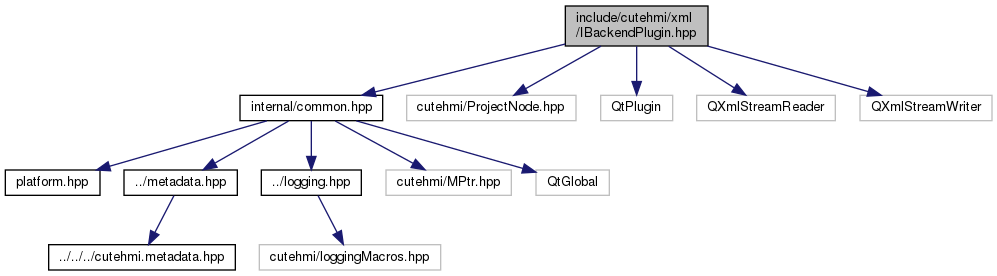 include/cutehmi/xml
/IBackendPlugin.hpp
internal/common.hpp
cutehmi/ProjectNode.hpp
QtPlugin
QXmlStreamReader
QXmlStreamWriter
platform.hpp
../metadata.hpp
../logging.hpp
cutehmi/MPtr.hpp
QtGlobal
../../../cutehmi.metadata.hpp
cutehmi/loggingMacros.hpp